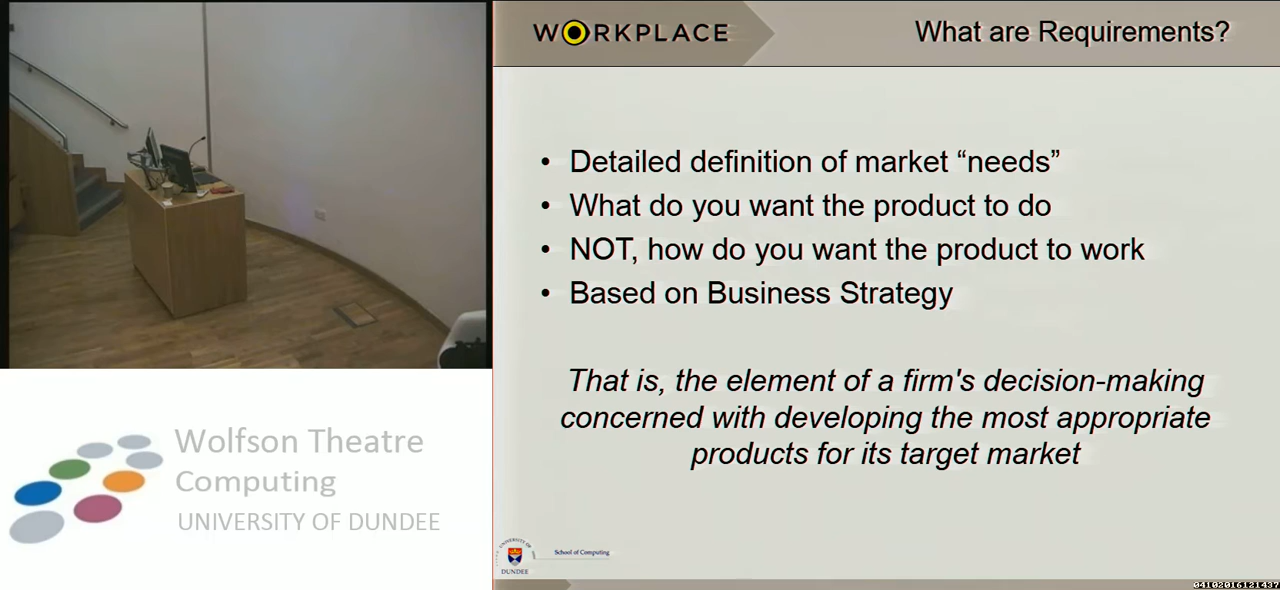 WORKPLACE
What are Requirements?
• Detailed definition of market “needs”
• What do you want the product to do
• NOT, how do you want the product to work
• Based on Business Strategy
That is, the element of a firm's decision-making
concerned with developing the most appropriate
products for its target market
Wolfson Theatre
Computing
UNIVERSITY OF DUNDEE
UNIVERSITY OF
DUNDEE
School of Computing
04102016121437